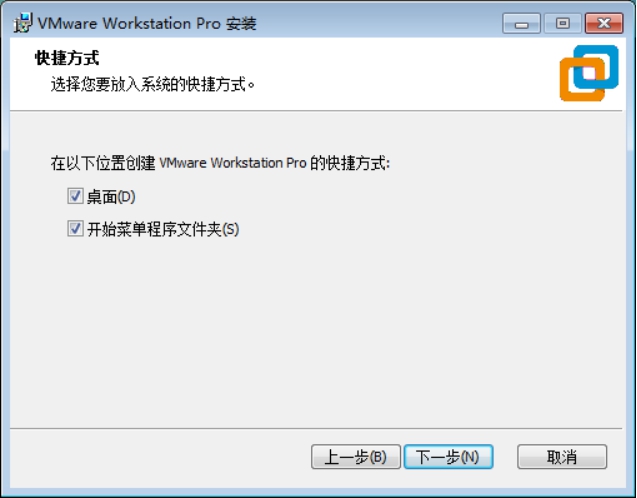 VMware Workstation Pro 安装
快捷方式
选择您要放入系统的快捷方式。
在以下位置创建 VMware Workstation Pro 的快捷方式:
桌面(D)
开始菜单程序文件夹(S)
上一步(B) 下一步(N) 取消